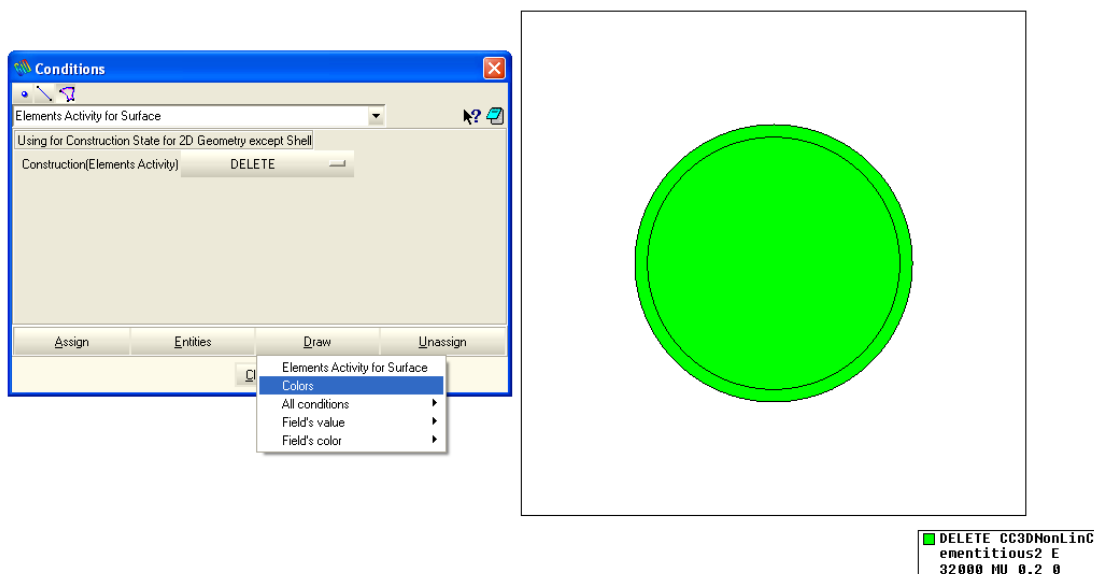 Conditions
Elements Activity for Surface
Using for Construction State for 2D Geometry except Shell
Construction(Elements Activity) DELETE
Assign Entities Draw Unassign
Cl
Elements Activity for Surface
Colors
All conditions
Field's value
Field's color
DELETE CC3DNonLinC
ementitious2 E
32000 MU 0.2 0